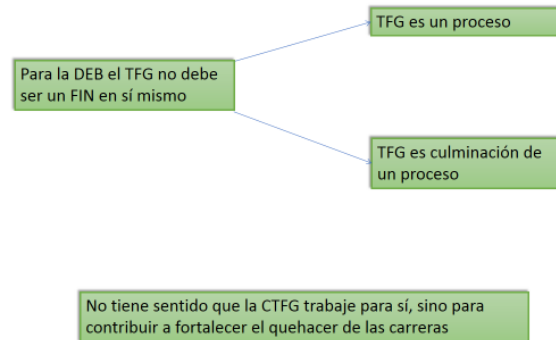 TFG es un proceso
Para la DEB el TFG no debe
ser un FIN en sí mismo
TFG es culminación de
un proceso
No tiene sentido que la CTFG trabaje para sí, sino para
contribuir a fortalecer el quehacer de las carreras